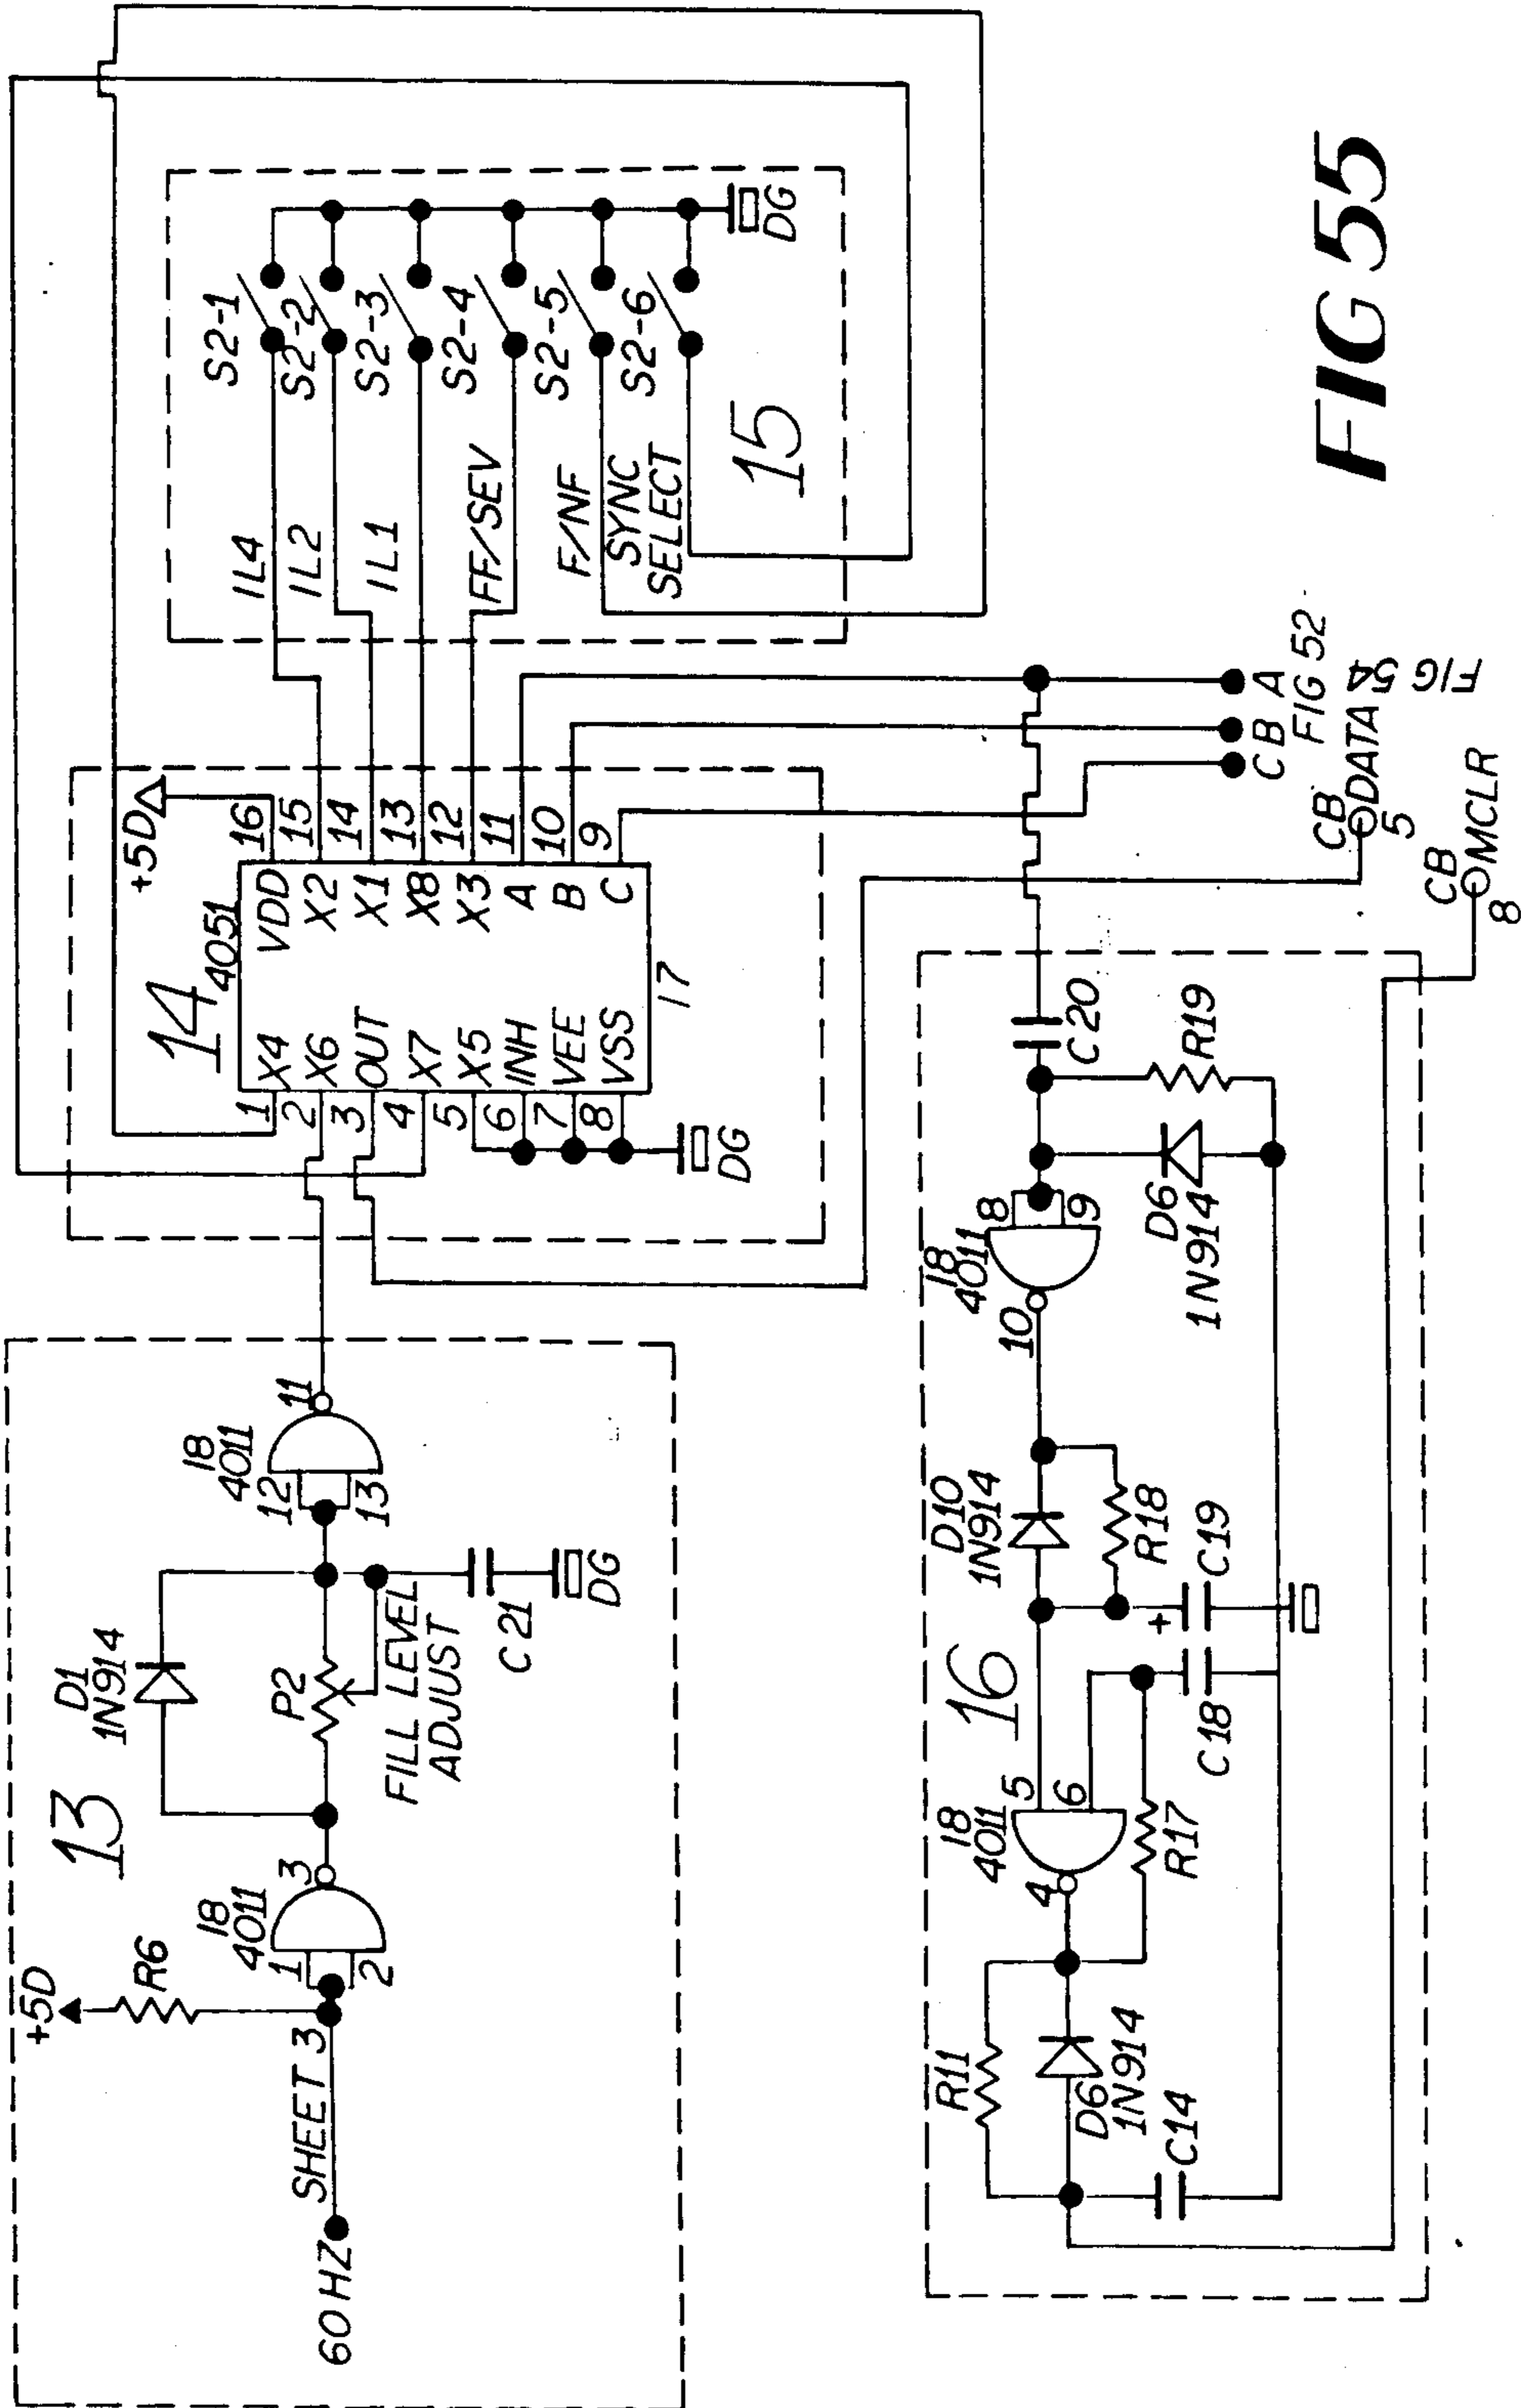 13
+5D
R6
60 HZ
SHEET 3
1
2
18
4011
3
D1
1N914
P2
FILL LEVEL
ADJUST
C21
DG
12
13
18
4011
11
14
4051
+5D
1
2
3
4
5
6
7
8
X4
X6
OUT
X7
X5
INH
VEE
VSS
VDD
X2
X1
X8
X3
A
B
C
16
15
14
13
12
11
10
9
17
DG
15
IL4
IL2
IL1
FF/SEV
F/NF
SYNC
SELECT
S2-1
S2-2
S2-3
S2-4
S2-5
S2-6
DG
16
R11
D6
1N914
C14
18
4011
4
5
6
R17
C18
C19
+
D10
1N914
R18
18
4011
10
8
9
D6
1N914
C20
R19
C B A
FIG 52
CB
DATA
5
FIG 54
CB
MCLR
8
FIG 55